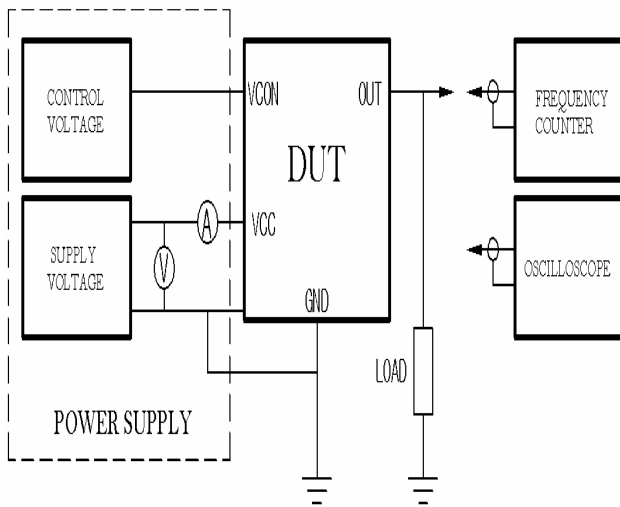 CONTROL
VOLTAGE
VCON
OUT
FREQUENCY
COUNTER
DUT
SUPPLY
VOLTAGE
A
V
VCC
OSCILLOSCOPE
GND
LOAD
POWER SUPPLY